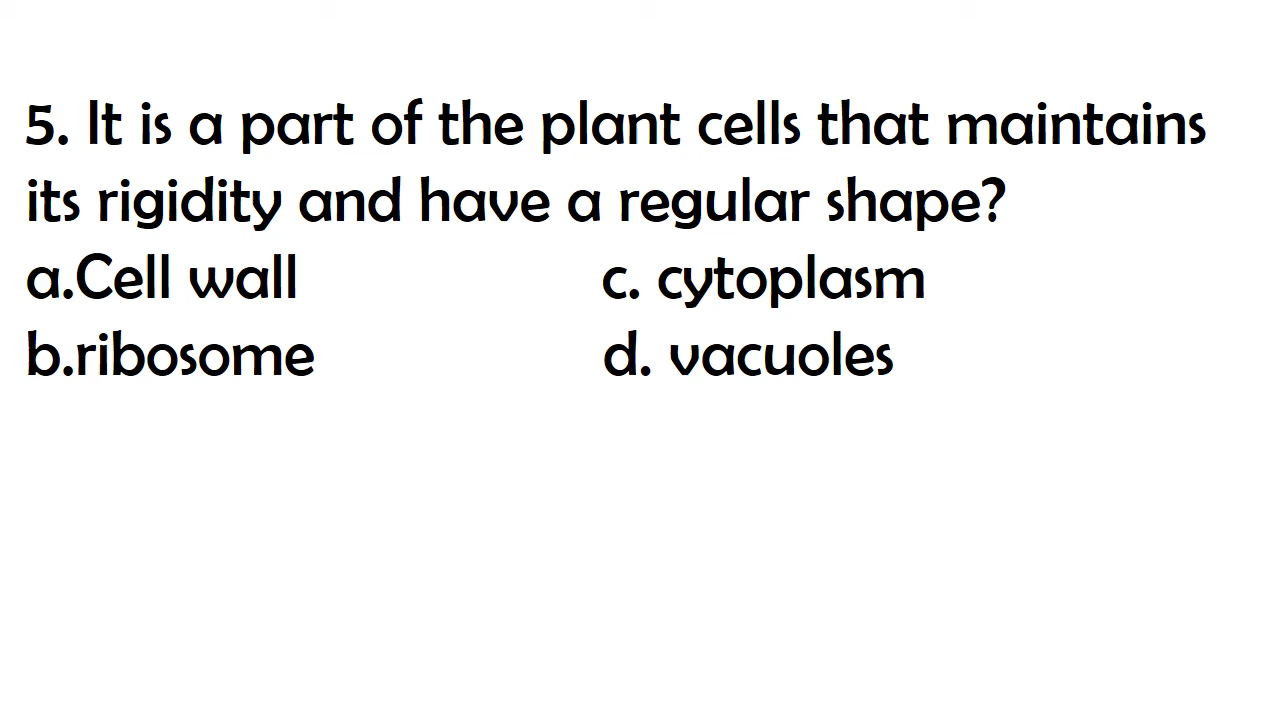 5. It is a part of the plant cells that maintains
its rigidity and have a regular shape?
a.Cell wall c. cytoplasm
b.ribosome d. vacuoles